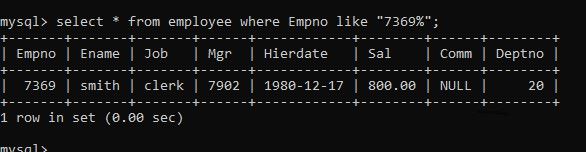 mysql> select * from employee where Empno like "7369%";
+-------+-------+-------+------+------------+--------+------+--------+
| Empno | Ename | Job   | Mgr  | Hierdate   | Sal    | Comm | Deptno |
+-------+-------+-------+------+------------+--------+------+--------+
|  7369 | smith | clerk | 7902 | 1980-12-17 | 800.00 | NULL |     20 |
+-------+-------+-------+------+------------+--------+------+--------+
1 row in set (0.00 sec)
mysql>